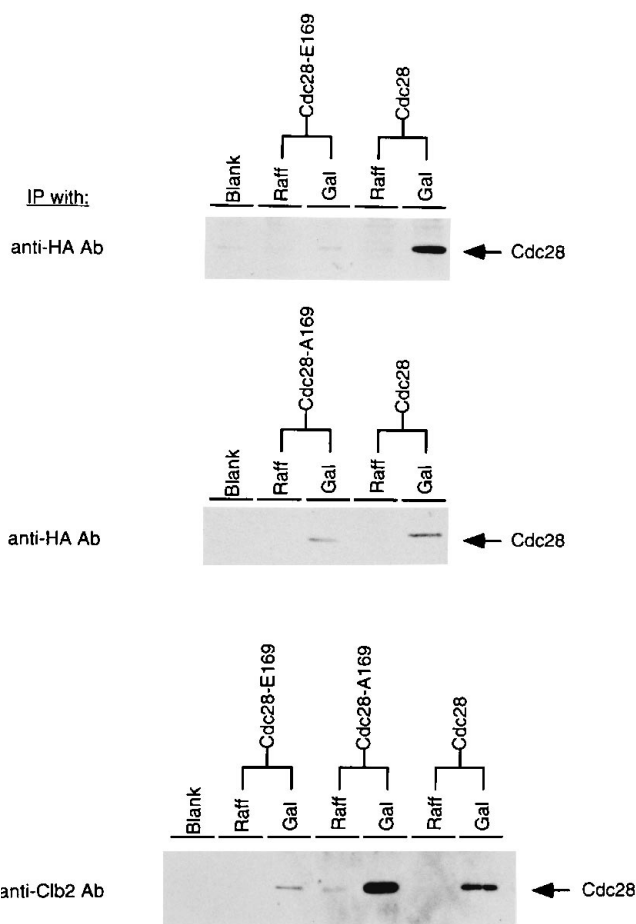 Cdc28-E169
Cdc28
Blank
Raff
Gal
Raff
Gal
IP with:
anti-HA Ab
Cdc28
Cdc28-A169
Cdc28
Blank
Raff
Gal
Raff
Gal
anti-HA Ab
Cdc28
Cdc28-E169
Cdc28-A169
Cdc28
Blank
Raff
Gal
Raff
Gal
Raff
Gal
anti-Clb2 Ab
Cdc28